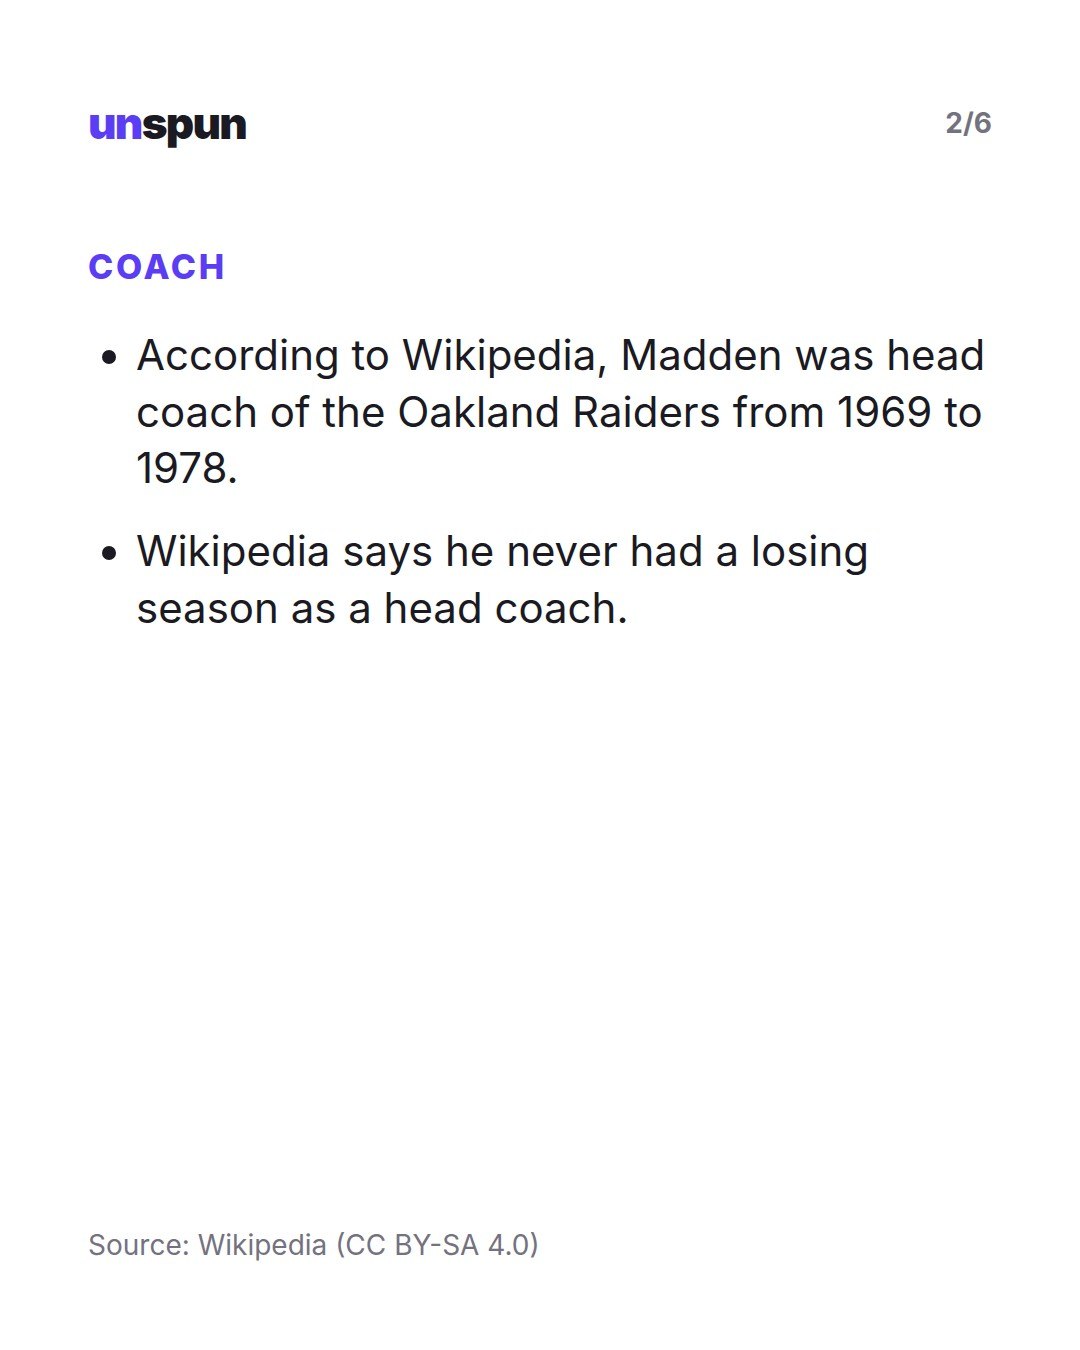 unspun
2/6
COACH
• According to Wikipedia, Madden was head
coach of the Oakland Raiders from 1969 to
1978.
• Wikipedia says he never had a losing
season as a head coach.
Source: Wikipedia (CC BY-SA 4.0)